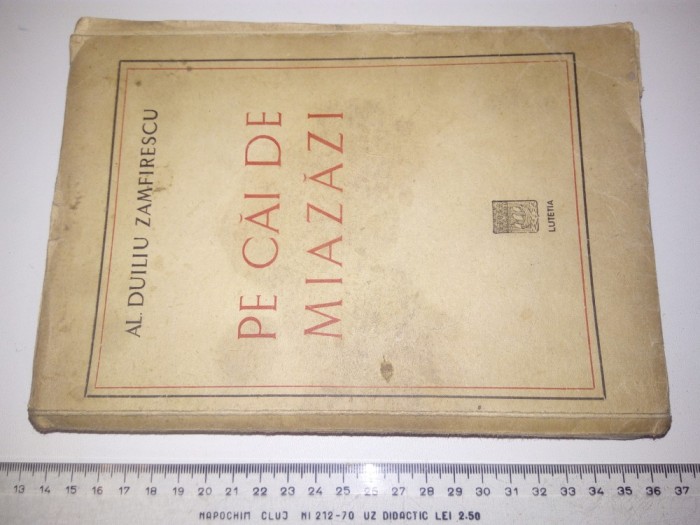 AL. DUILIU ZAMFIRESCU
PE CĂI DE
MIAZĂZI
LUTETIA
13 14 15 16 17 18 19 20 21 22 23 24 25 26 27 28 29 30 31 32 33 34 35 36 37
NAPOCHIM CLUJ NI 212-70 UZ DIDACTIC LEI 2.50